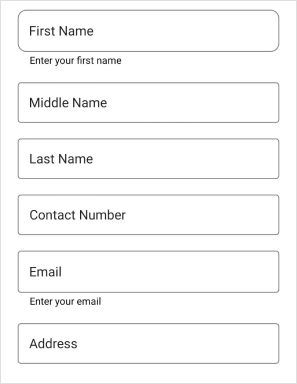 First Name
Enter your first name
Middle Name
Last Name
Contact Number
Email
Enter your email
Address